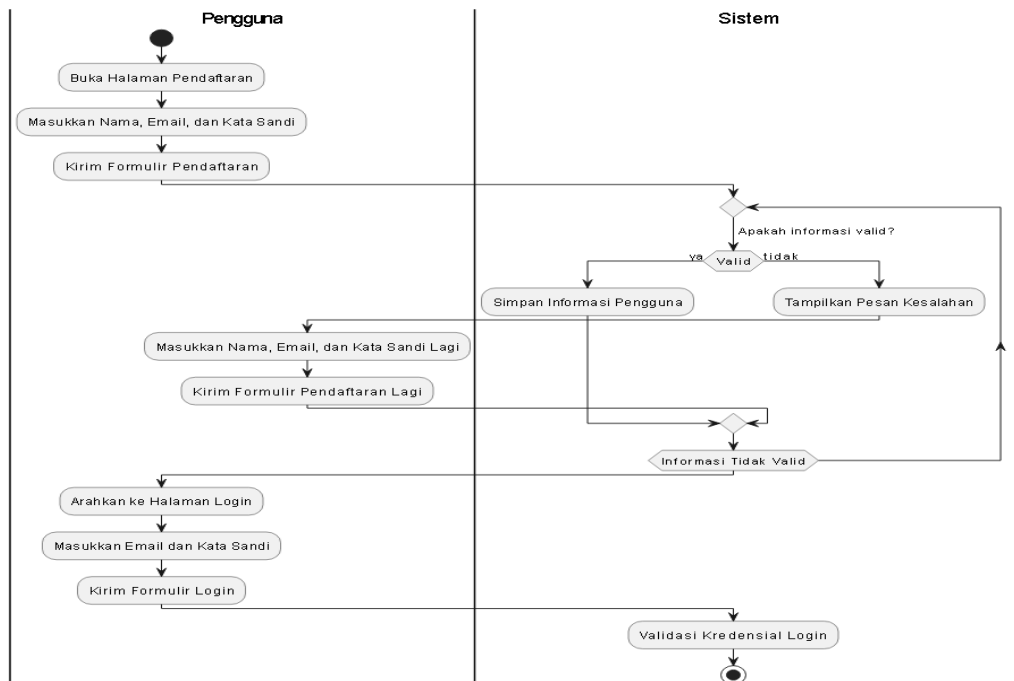 Pengguna
Sistem
Buka Halaman Pendaftaran
Masukkan Nama, Email, dan Kata Sandi
Kirim Formulir Pendaftaran
Apakah informasi valid?
ya
Valid
tidak
Simpan Informasi Pengguna
Tampilkan Pesan Kesalahan
Masukkan Nama, Email, dan Kata Sandi Lagi
Kirim Formulir Pendaftaran Lagi
Informasi Tidak Valid
Arahkan ke Halaman Login
Masukkan Email dan Kata Sandi
Kirim Formulir Login
Validasi Kredensial Login